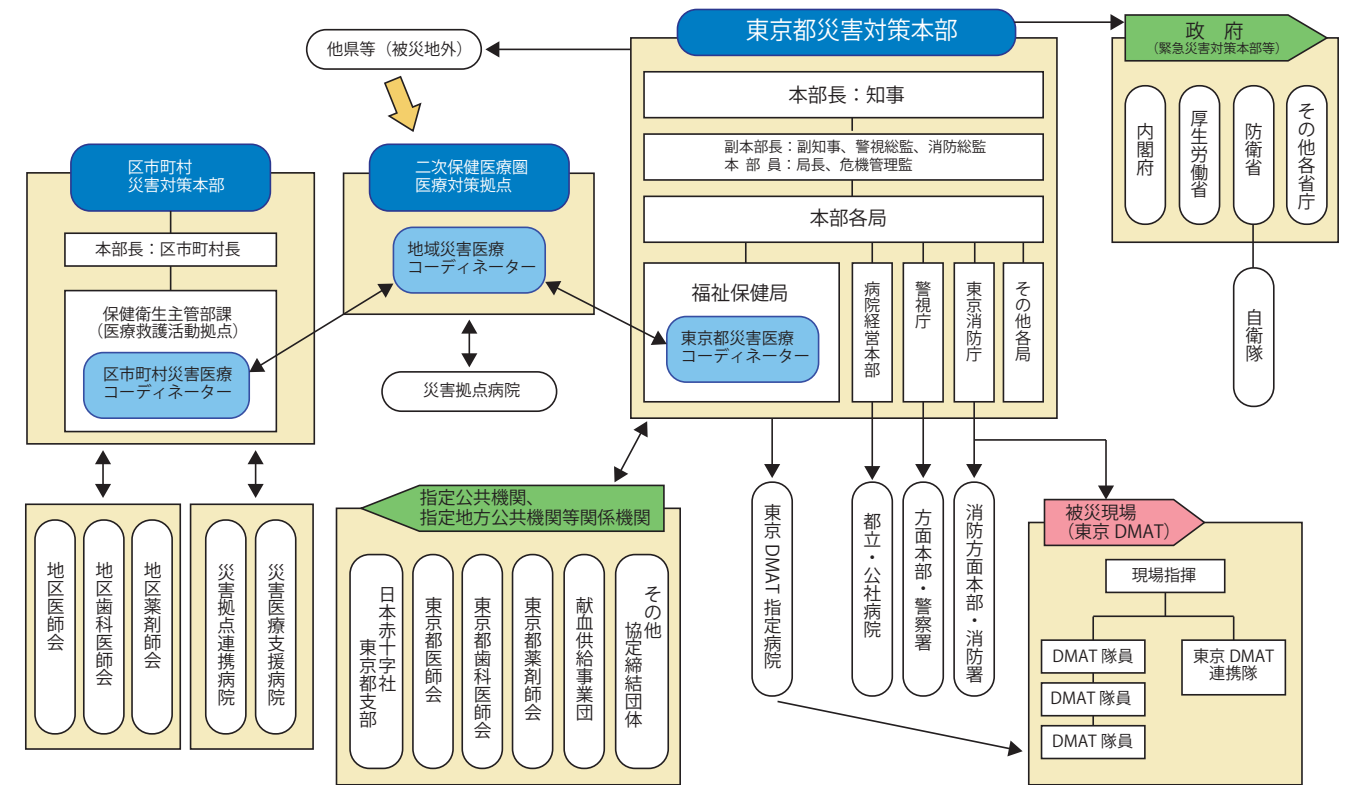 東京都災害対策本部
本部長：知事
副本部長：副知事、警視総監、消防総監
本 部 員：局長、危機管理監
本部各局
福祉保健局
東京都災害医療
コーディネーター
病院経営本部
警視庁
東京消防庁
その他各局
政　府
（緊急災害対策本部等）
内閣府
厚生労働省
防衛省
その他各省庁
自衛隊
他県等（被災地外）
区市町村
災害対策本部
本部長：区市町村長
保健衛生主管部課
（医療救護活動拠点）
区市町村災害医療
コーディネーター
二次保健医療圏
医療対策拠点
地域災害医療
コーディネーター
災害拠点病院
地区医師会
地区歯科医師会
地区薬剤師会
災害拠点連携病院
災害医療支援病院
指定公共機関、
指定地方公共機関等関係機関
日本赤十字社
東京都支部
東京都医師会
東京都歯科医師会
東京都薬剤師会
献血供給事業団
その他
協定締結団体
東京 DMAT 指定病院
都立・公社病院
方面本部・警察署
消防方面本部・消防署
被災現場
（東京 DMAT）
現場指揮
DMAT 隊員
DMAT 隊員
DMAT 隊員
東京 DMAT
連携隊